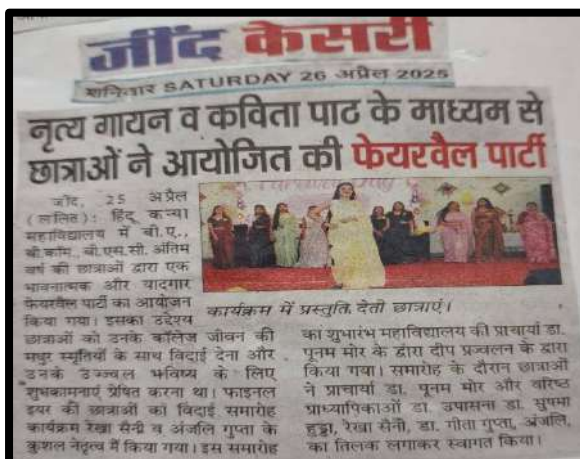 जींद केसरी
शनिवार SATURDAY 26 अप्रैल 2025
नृत्य गायन व कविता पाठ के माध्यम से
छात्राओं ने आयोजित की फेयरवैल पार्टी
जींद, 25 अप्रैल
(ललित): हिंदू कन्या
महाविद्यालय में बी.ए.,
बी.कॉम., बी.एस.सी. अंतिम
वर्ष की छात्राओं द्वारा एक
भावनात्मक और यादगार
फेयरवैल पार्टी का आयोजन
किया गया। इसका उद्देश्य
छात्राओं को उनके कॉलेज जीवन की
मधुर स्मृतियों के साथ विदाई देना और
उनके उज्ज्वल भविष्य के लिए
शुभकामनाएं प्रेषित करना था। फाइनल
इयर की छात्राओं को विदाई समारोह
कार्यक्रम रेखा सैनी व अंजलि गुप्ता के
कुशल नेतृत्व में किया गया। इस समारोह
कार्यक्रम में प्रस्तुति देती छात्राएं।
का शुभारंभ महाविद्यालय की प्राचार्या डा.
पूनम मोर के द्वारा दीप प्रज्वलन के द्वारा
किया गया। समारोह के दौरान छात्राओं
ने प्राचार्या डा. पूनम मोर और वरिष्ठ
प्राध्यापिकाओं डा. उपासना डा. सुषमा
हुड्डा, रेखा सैनी, डा. गीता गुप्ता, अंजलि,
का तिलक लगाकर स्वागत किया।